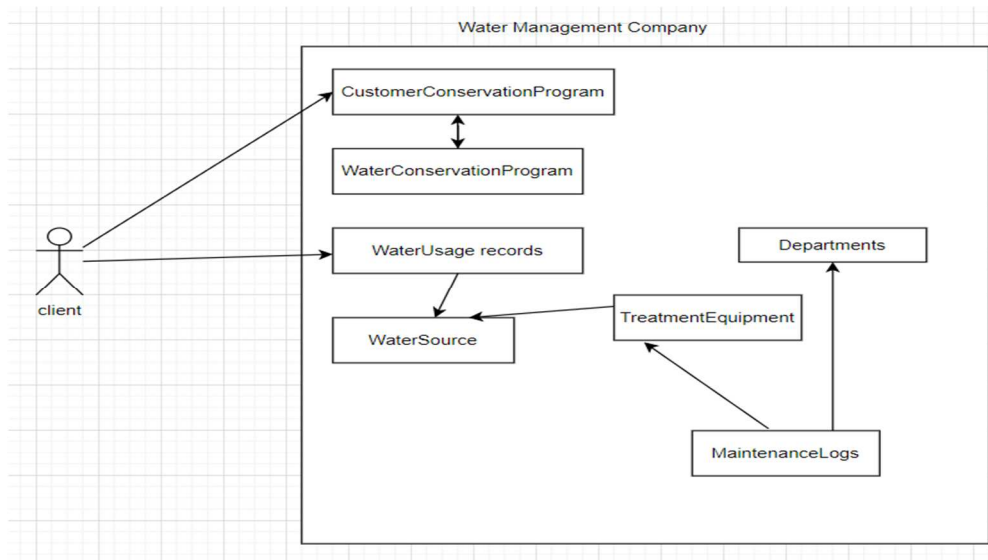 Water Management Company
CustomerConservationProgram
WaterConservationProgram
WaterUsage records
Departments
client
TreatmentEquipment
WaterSource
MaintenanceLogs